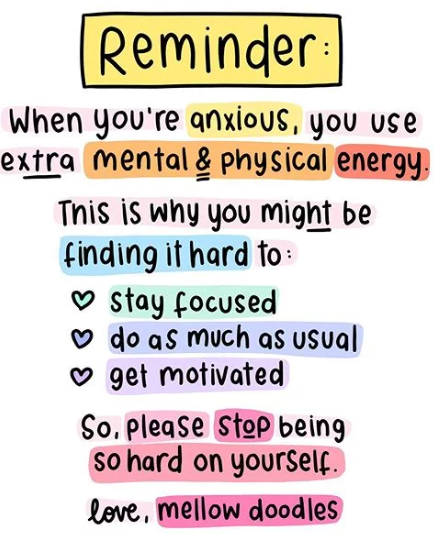 Reminder:
When you're anxious, you use
extra mental & physical energy.
This is why you might be
finding it hard to:
stay focused
do as much as usual
get motivated
So, please stop being
so hard on yourself.
love, mellow doodles